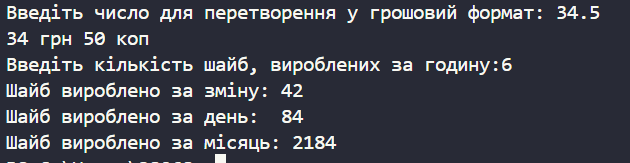 Введіть число для перетворення у грошовий формат: 34.5
34 грн 50 коп
Введіть кількість шайб, вироблених за годину:6
Шайб вироблено за зміну: 42
Шайб вироблено за день:  84
Шайб вироблено за місяць: 2184